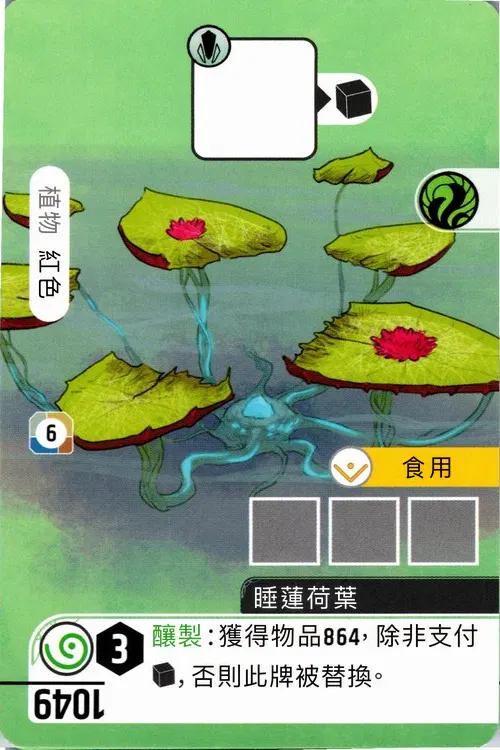 植物 紅色
6
食用
睡蓮荷葉
3
釀製：獲得物品864，除非支付
，否則此牌被替換。
1049